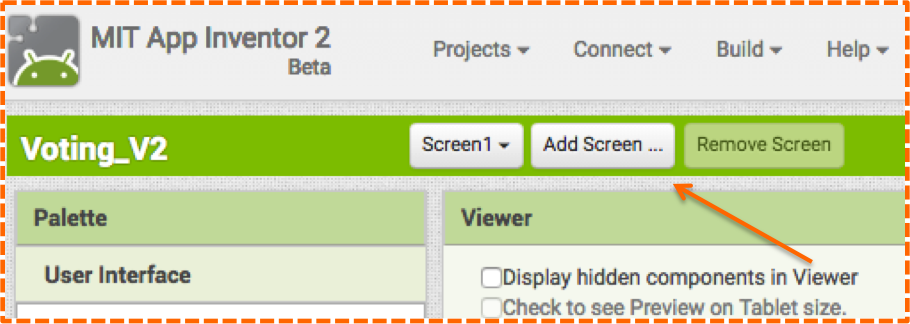 MIT App Inventor 2
Beta
Projects Connect Build Help
Voting_V2 Screen1 Add Screen ... Remove Screen
Palette Viewer
User Interface
Display hidden components in Viewer
Check to see Preview on Tablet size.